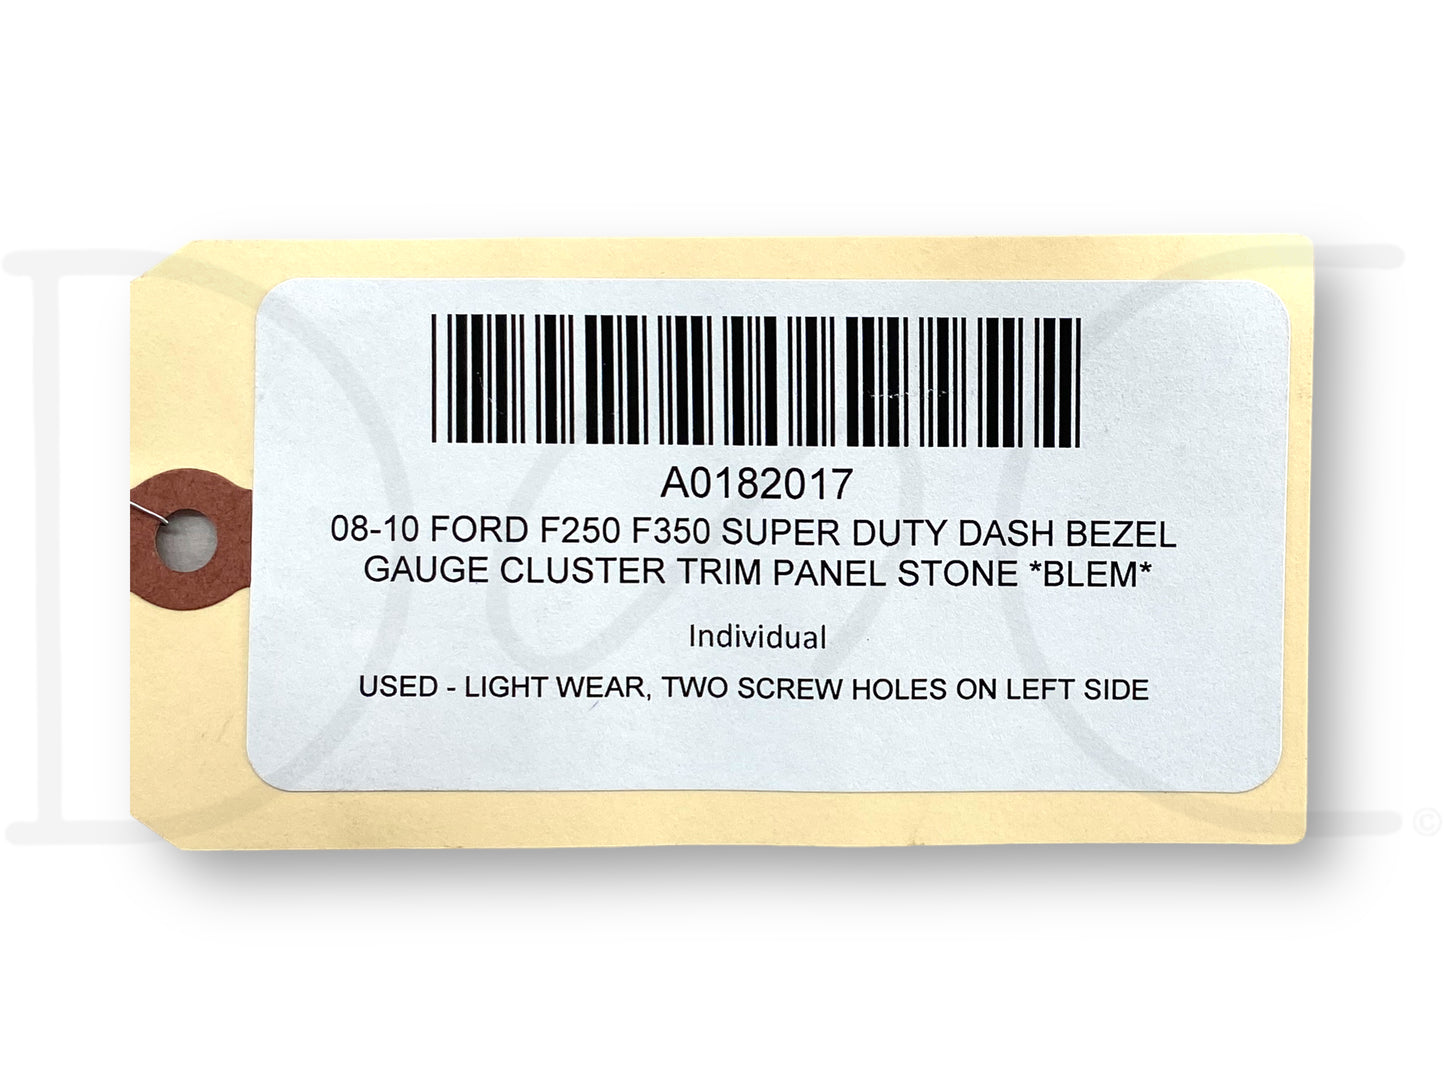 A0182017
08-10 FORD F250 F350 SUPER DUTY DASH BEZEL
GAUGE CLUSTER TRIM PANEL STONE *BLEM*
Individual
USED - LIGHT WEAR, TWO SCREW HOLES ON LEFT SIDE
©